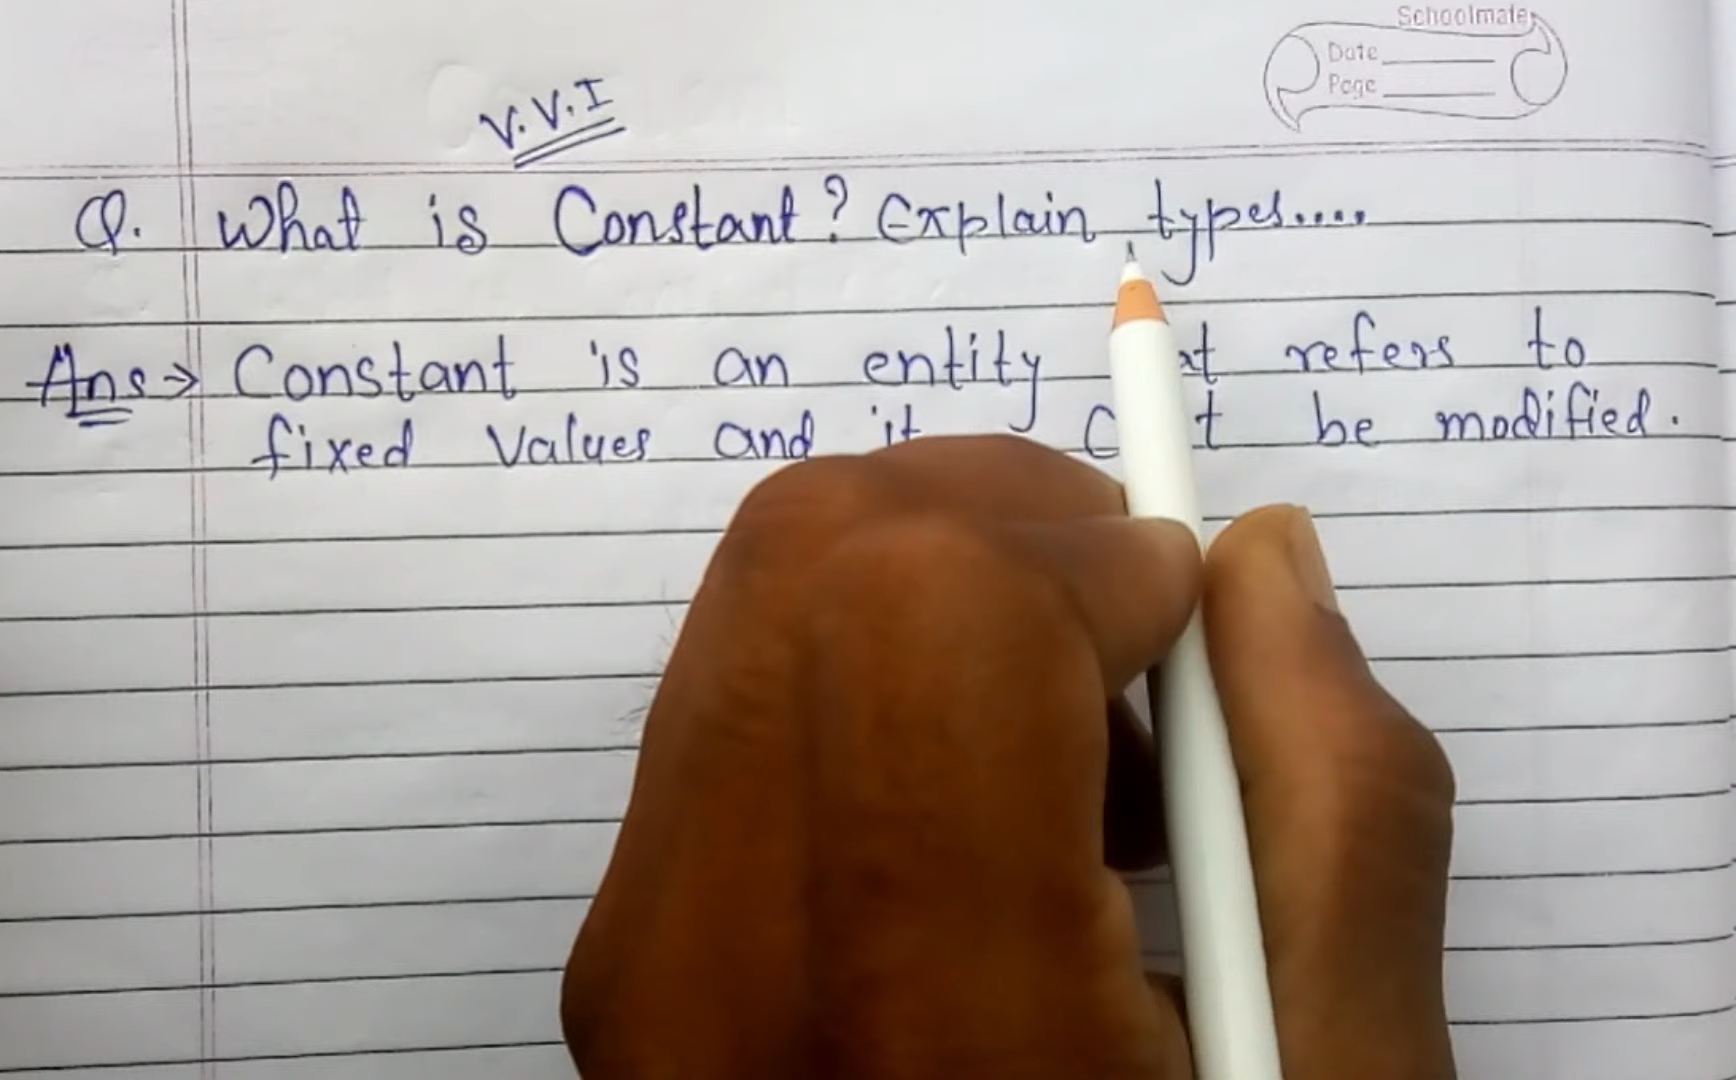 Schoolmate
Date
Page
V.V.I
Q. What is Constant? Explain types....
Ans⇒ Constant is an entity refers to
fixed Values and it be modified.